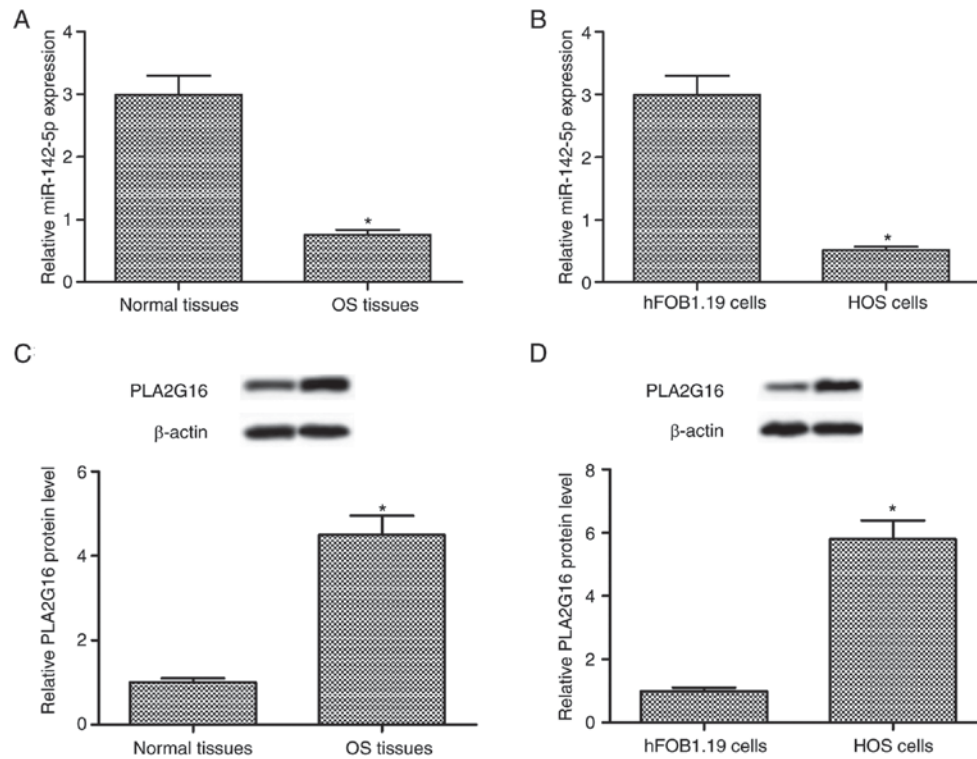 A
Relative miR-142-5p expression
4
3
2
1
0
*
Normal tissues
OS tissues
B
Relative miR-142-5p expression
4
3
2
1
0
*
hFOB1.19 cells
HOS cells
C
PLA2G16
β-actin
Relative PLA2G16 protein level
6
4
2
0
*
Normal tissues
OS tissues
D
PLA2G16
β-actin
Relative PLA2G16 protein level
8
6
4
2
0
*
hFOB1.19 cells
HOS cells